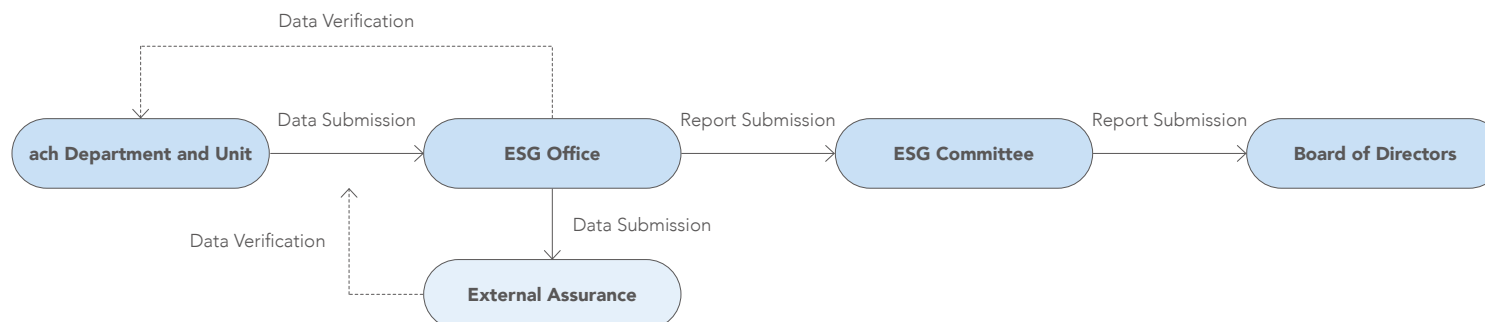 Data Verification
Data Submission
Report Submission
Report Submission
ach Department and Unit
ESG Office
ESG Committee
Board of Directors
Data Submission
Data Verification
External Assurance